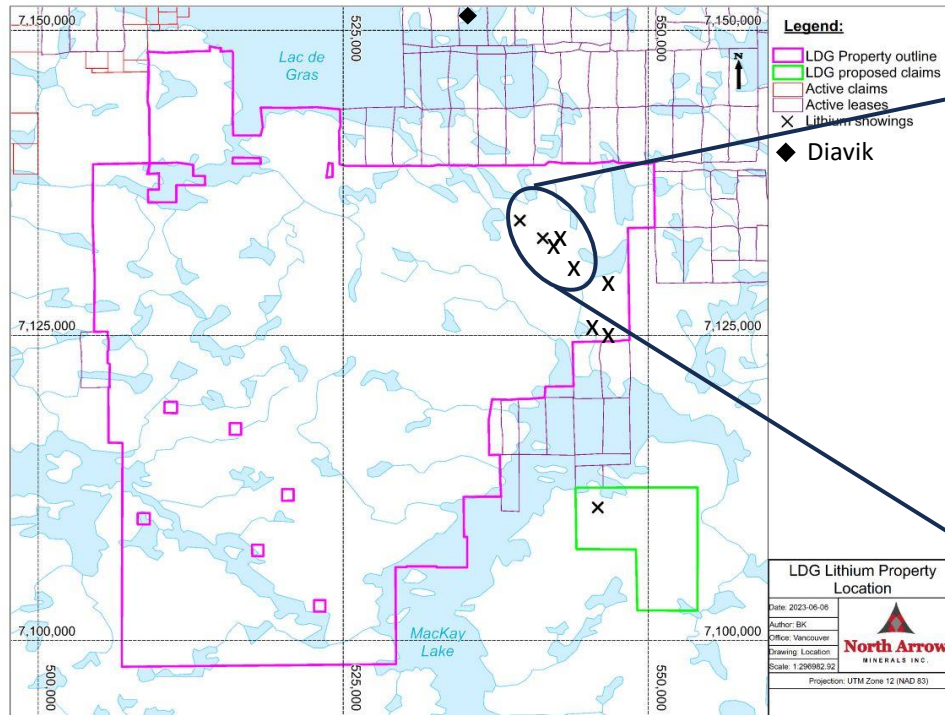 7,150,000
525,000
550,000
7,150,000
Lac de
Gras
N
Legend:
LDG Property outline
LDG proposed claims
Active claims
Active leases
Lithium showings
Diavik
7,125,000
7,125,000
7,100,000
7,100,000
MacKay
Lake
500,000
525,000
550,000
LDG Lithium Property
Location
Date: 2023-06-06
Author: BK
Office: Vancouver
Drawing: Location
Scale: 1:296982.92
North Arrow
MINERALS INC.
Projection: UTM Zone 12 (NAD 83)